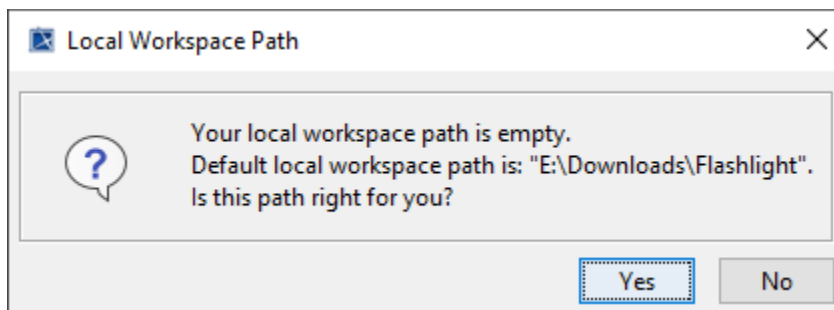 Local Workspace Path
Your local workspace path is empty.
Default local workspace path is: "E:\Downloads\Flashlight".
Is this path right for you?
Yes No